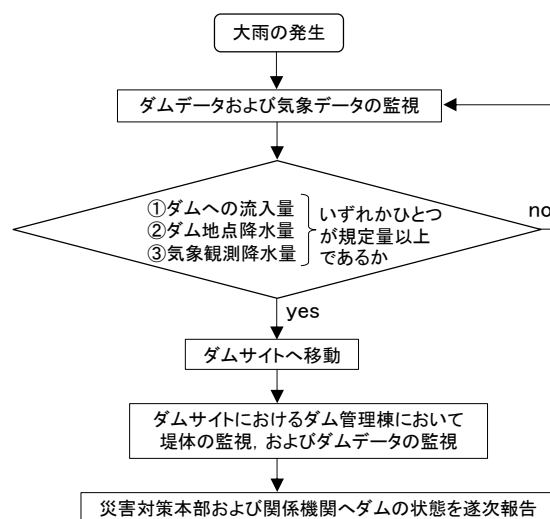 大雨の発生
ダムデータおよび気象データの監視
①ダムへの流入量
②ダム地点降水量
③気象観測降水量
いずれかひとつ
が規定量以上
であるか
no
yes
ダムサイトへ移動
ダムサイトにおけるダム管理棟において
堤体の監視，およびダムデータの監視
災害対策本部および関係機関へダムの状態を遂次報告